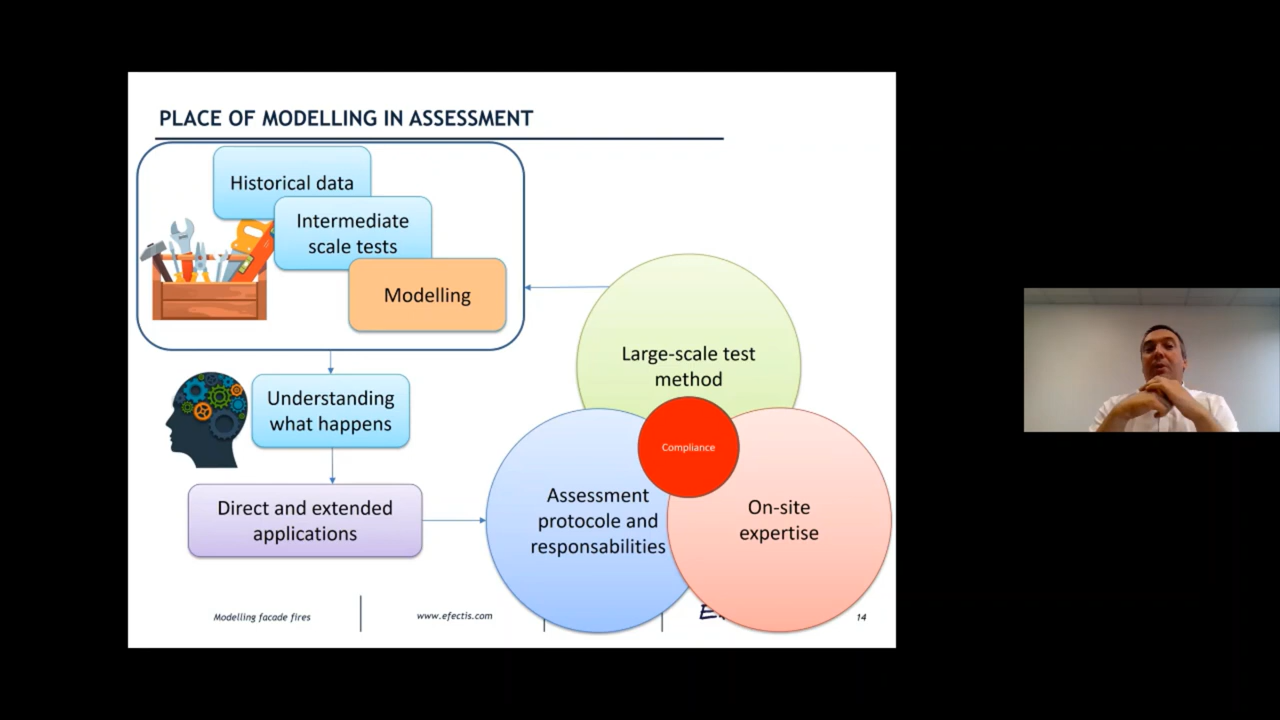 PLACE OF MODELLING IN ASSESSMENT
Historical data
Intermediate
scale tests
Modelling
Understanding
what happens
Direct and extended
applications
Large-scale test
method
Compliance
Assessment
protocole and
responsabilities
On-site
expertise
Modelling facade fires
www.efectis.com
14